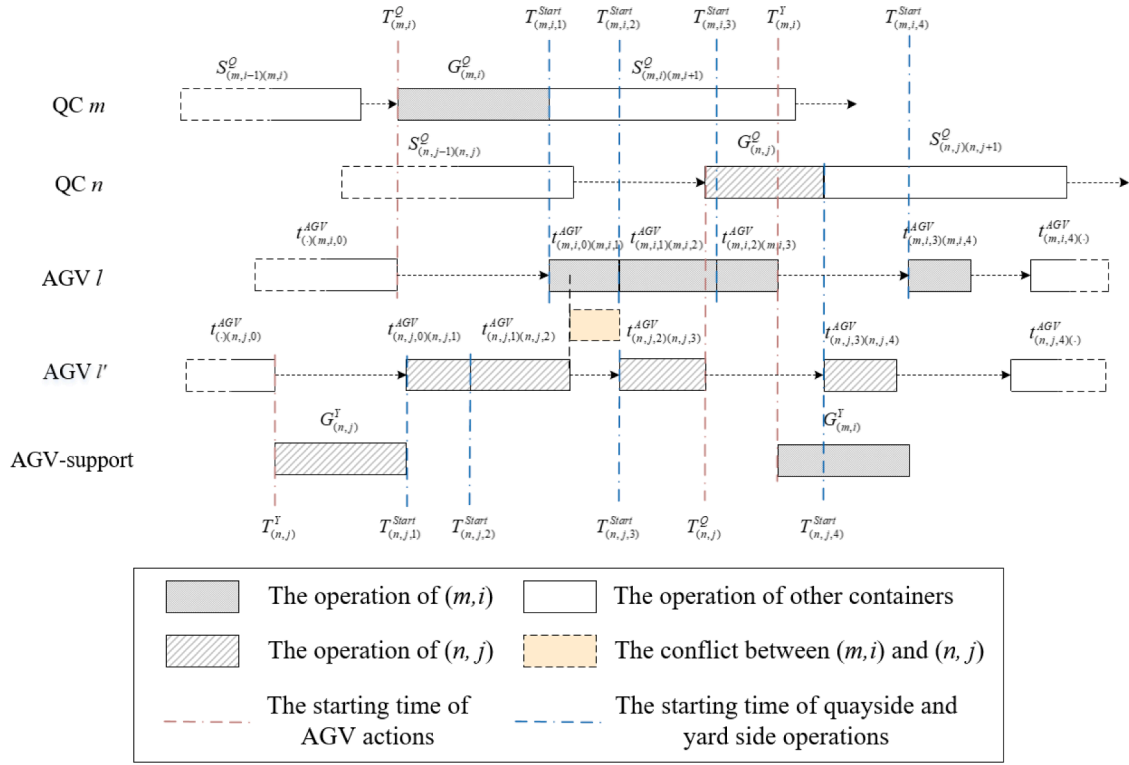 T^Q_(m,i) T^Start_(m,i,1) T^Start_(m,i,2) T^Start_(m,i,3) T^Υ_(m,i) T^Start_(m,i,4)
S^Q_(m,i−1)(m,i) G^Q_(m,i) S^Q_(m,i)(m,i+1)
QC m
S^Q_(n,j−1)(n,j) G^Q_(n,j) S^Q_(n,j)(n,j+1)
QC n
t^AGV_(·)(m,i,0) t^AGV_(m,i,0)(m,i,1) t^AGV_(m,i,1)(m,i,2) t^AGV_(m,i,2)(m,i,3) t^AGV_(m,i,3)(m,i,4) t^AGV_(m,i,4)(·)
AGV l
t^AGV_(·)(n,j,0) t^AGV_(n,j,0)(n,j,1) t^AGV_(n,j,1)(n,j,2) t^AGV_(n,j,2)(n,j,3) t^AGV_(n,j,3)(n,j,4) t^AGV_(n,j,4)(·)
AGV l'
G^Υ_(n,j) G^Υ_(m,i)
AGV-support
T^Υ_(n,j) T^Start_(n,j,1) T^Start_(n,j,2) T^Start_(n,j,3) T^Q_(n,j) T^Start_(n,j,4)
The operation of (m,i) The operation of other containers
The operation of (n, j) The conflict between (m,i) and (n, j)
The starting time of
AGV actions
The starting time of quayside and
yard side operations